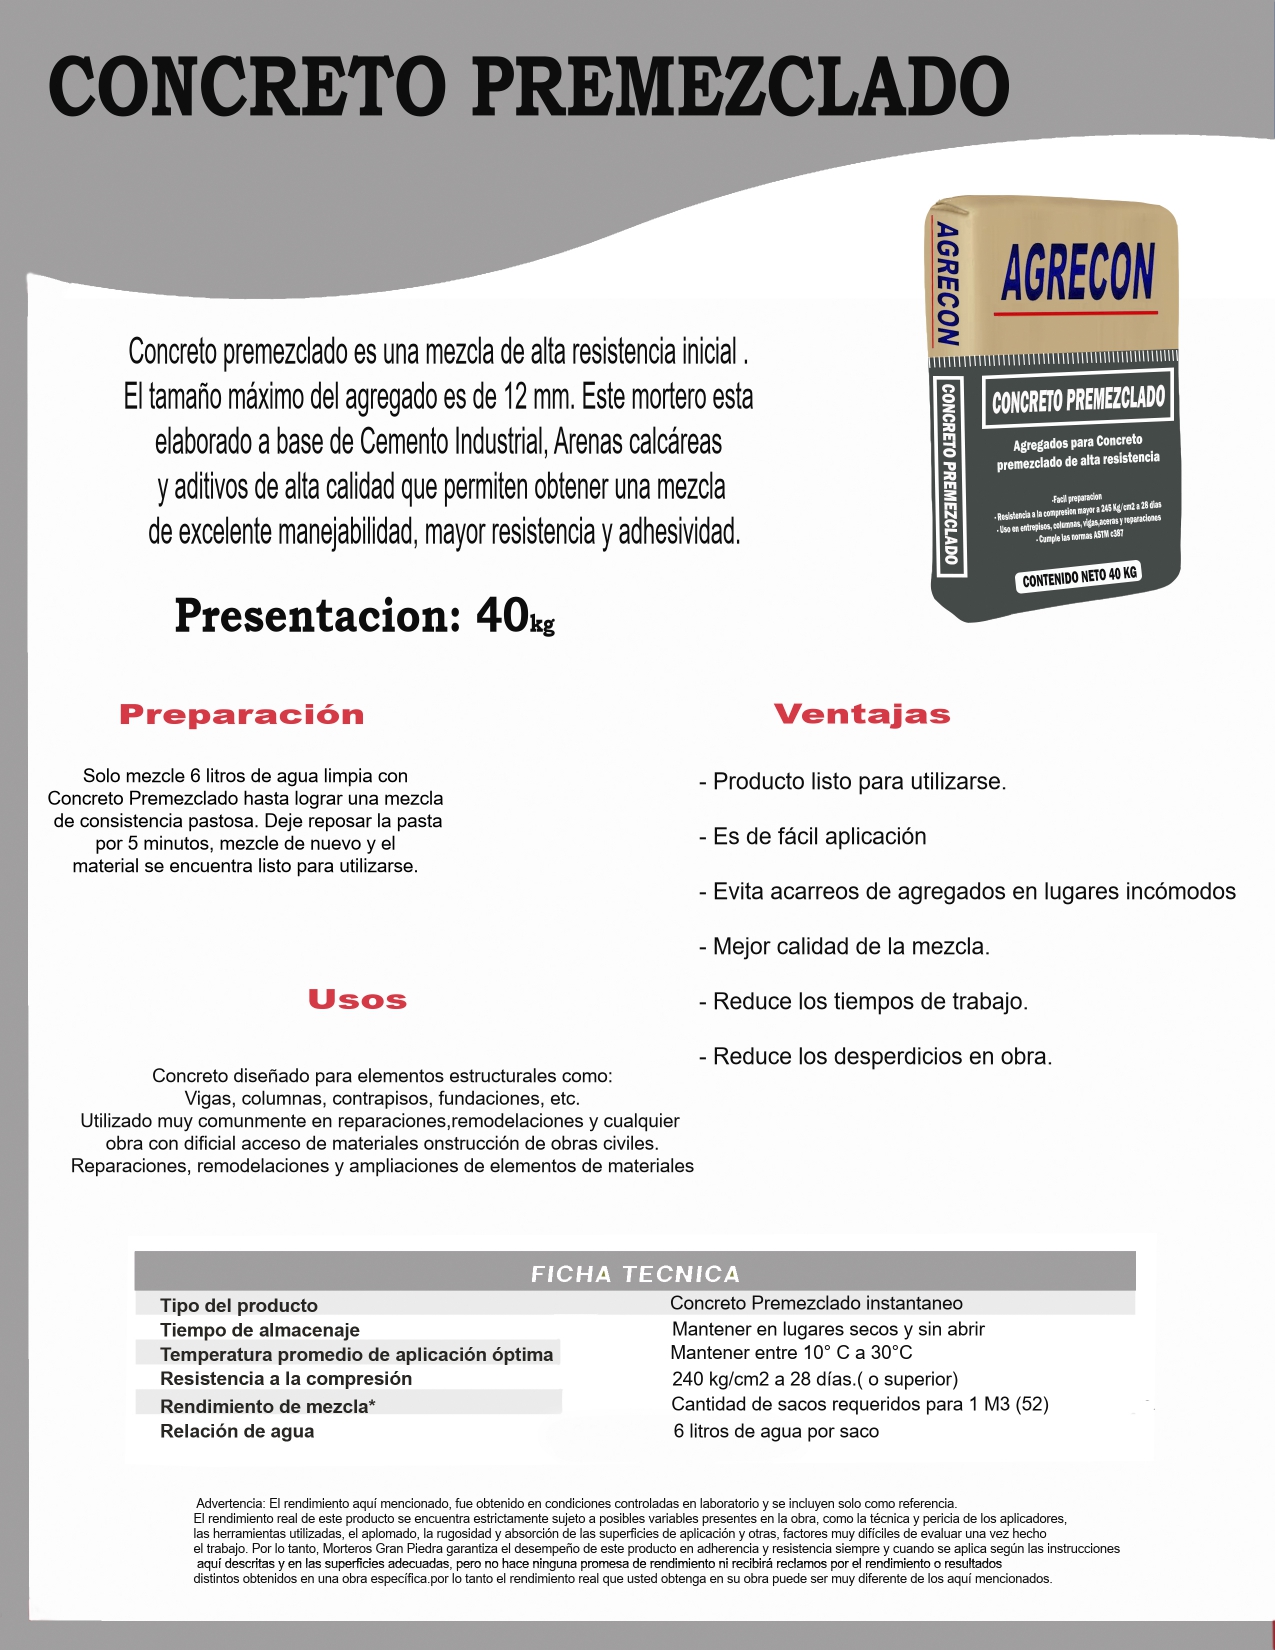 CONCRETO PREMEZCLADO
AGRECON
AGRECON
CONCRETO PREMEZCLADO
CONCRETO PREMEZCLADO
Agregados para Concreto
premezclado de alta resistencia
-Facil preparacion
- Resistencia a la compresion mayor a 245 Kg/cm2 a 28 dias
- Uso en entrepisos, columnas, vigas,aceras y reparaciones
- Cumple las normas ASTM c387
CONTENIDO NETO 40 KG
Concreto premezclado es una mezcla de alta resistencia inicial .
El tamaño máximo del agregado es de 12 mm. Este mortero esta
elaborado a base de Cemento Industrial, Arenas calcáreas
y aditivos de alta calidad que permiten obtener una mezcla
de excelente manejabilidad, mayor resistencia y adhesividad.
Presentacion: 40kg
Preparación
Solo mezcle 6 litros de agua limpia con
Concreto Premezclado hasta lograr una mezcla
de consistencia pastosa. Deje reposar la pasta
por 5 minutos, mezcle de nuevo y el
material se encuentra listo para utilizarse.
Ventajas
- Producto listo para utilizarse.
- Es de fácil aplicación
- Evita acarreos de agregados en lugares incómodos
- Mejor calidad de la mezcla.
- Reduce los tiempos de trabajo.
- Reduce los desperdicios en obra.
Usos
Concreto diseñado para elementos estructurales como:
Vigas, columnas, contrapisos, fundaciones, etc.
Utilizado muy comunmente en reparaciones,remodelaciones y cualquier
obra con dificial acceso de materiales onstrucción de obras civiles.
Reparaciones, remodelaciones y ampliaciones de elementos de materiales
FICHA TECNICA
Tipo del producto Concreto Premezclado instantaneo
Tiempo de almacenaje Mantener en lugares secos y sin abrir
Temperatura promedio de aplicación óptima Mantener entre 10° C a 30°C
Resistencia a la compresión 240 kg/cm2 a 28 días.( o superior)
Rendimiento de mezcla* Cantidad de sacos requeridos para 1 M3 (52)
Relación de agua 6 litros de agua por saco
Advertencia: El rendimiento aquí mencionado, fue obtenido en condiciones controladas en laboratorio y se incluyen solo como referencia.
El rendimiento real de este producto se encuentra estrictamente sujeto a posibles variables presentes en la obra, como la técnica y pericia de los aplicadores,
las herramientas utilizadas, el aplomado, la rugosidad y absorción de las superficies de aplicación y otras, factores muy difíciles de evaluar una vez hecho
el trabajo. Por lo tanto, Morteros Gran Piedra garantiza el desempeño de este producto en adherencia y resistencia siempre y cuando se aplica según las instrucciones
aquí descritas y en las superficies adecuadas, pero no hace ninguna promesa de rendimiento ni recibirá reclamos por el rendimiento o resultados
distintos obtenidos en una obra específica.por lo tanto el rendimiento real que usted obtenga en su obra puede ser muy diferente de los aquí mencionados.